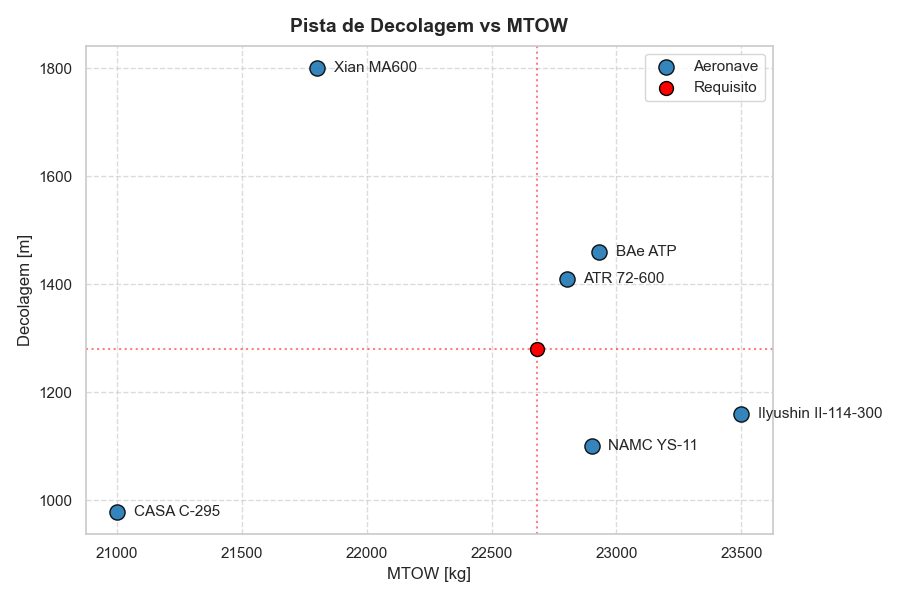 Pista de Decolagem vs MTOW
Aeronave
Requisito
Decolagem [m]
1800
1600
1400
1200
1000
Xian MA600
BAe ATP
ATR 72-600
Ilyushin Il-114-300
NAMC YS-11
CASA C-295
21000
21500
22000
22500
23000
23500
MTOW [kg]